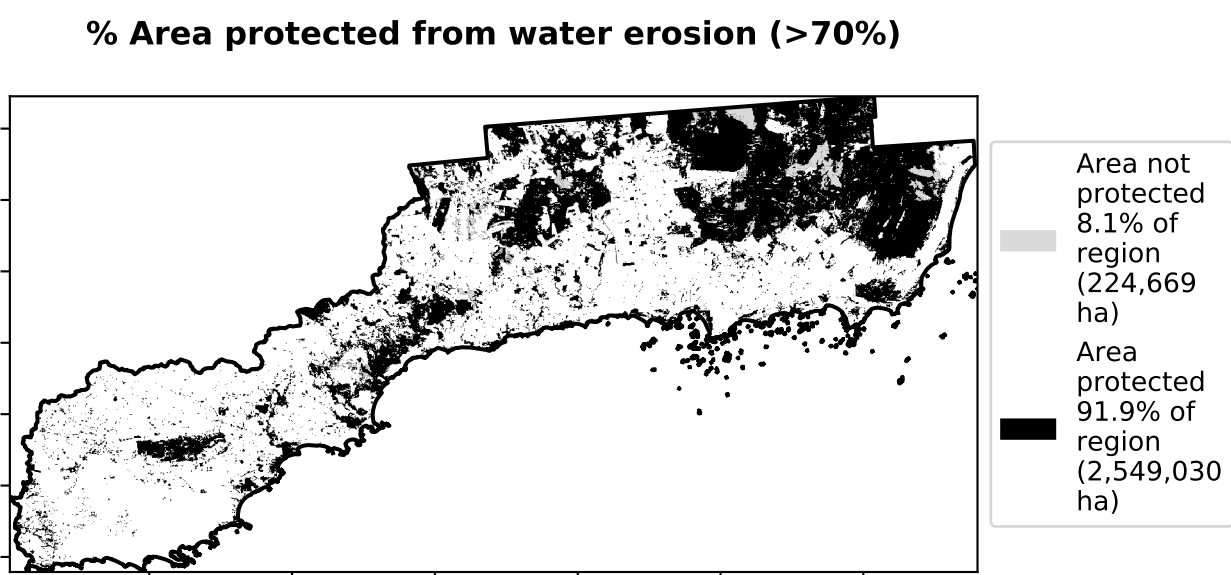 % Area protected from water erosion (>70%)
Area not
protected
8.1% of
region
(224,669
ha)
Area
protected
91.9% of
region
(2,549,030
ha)